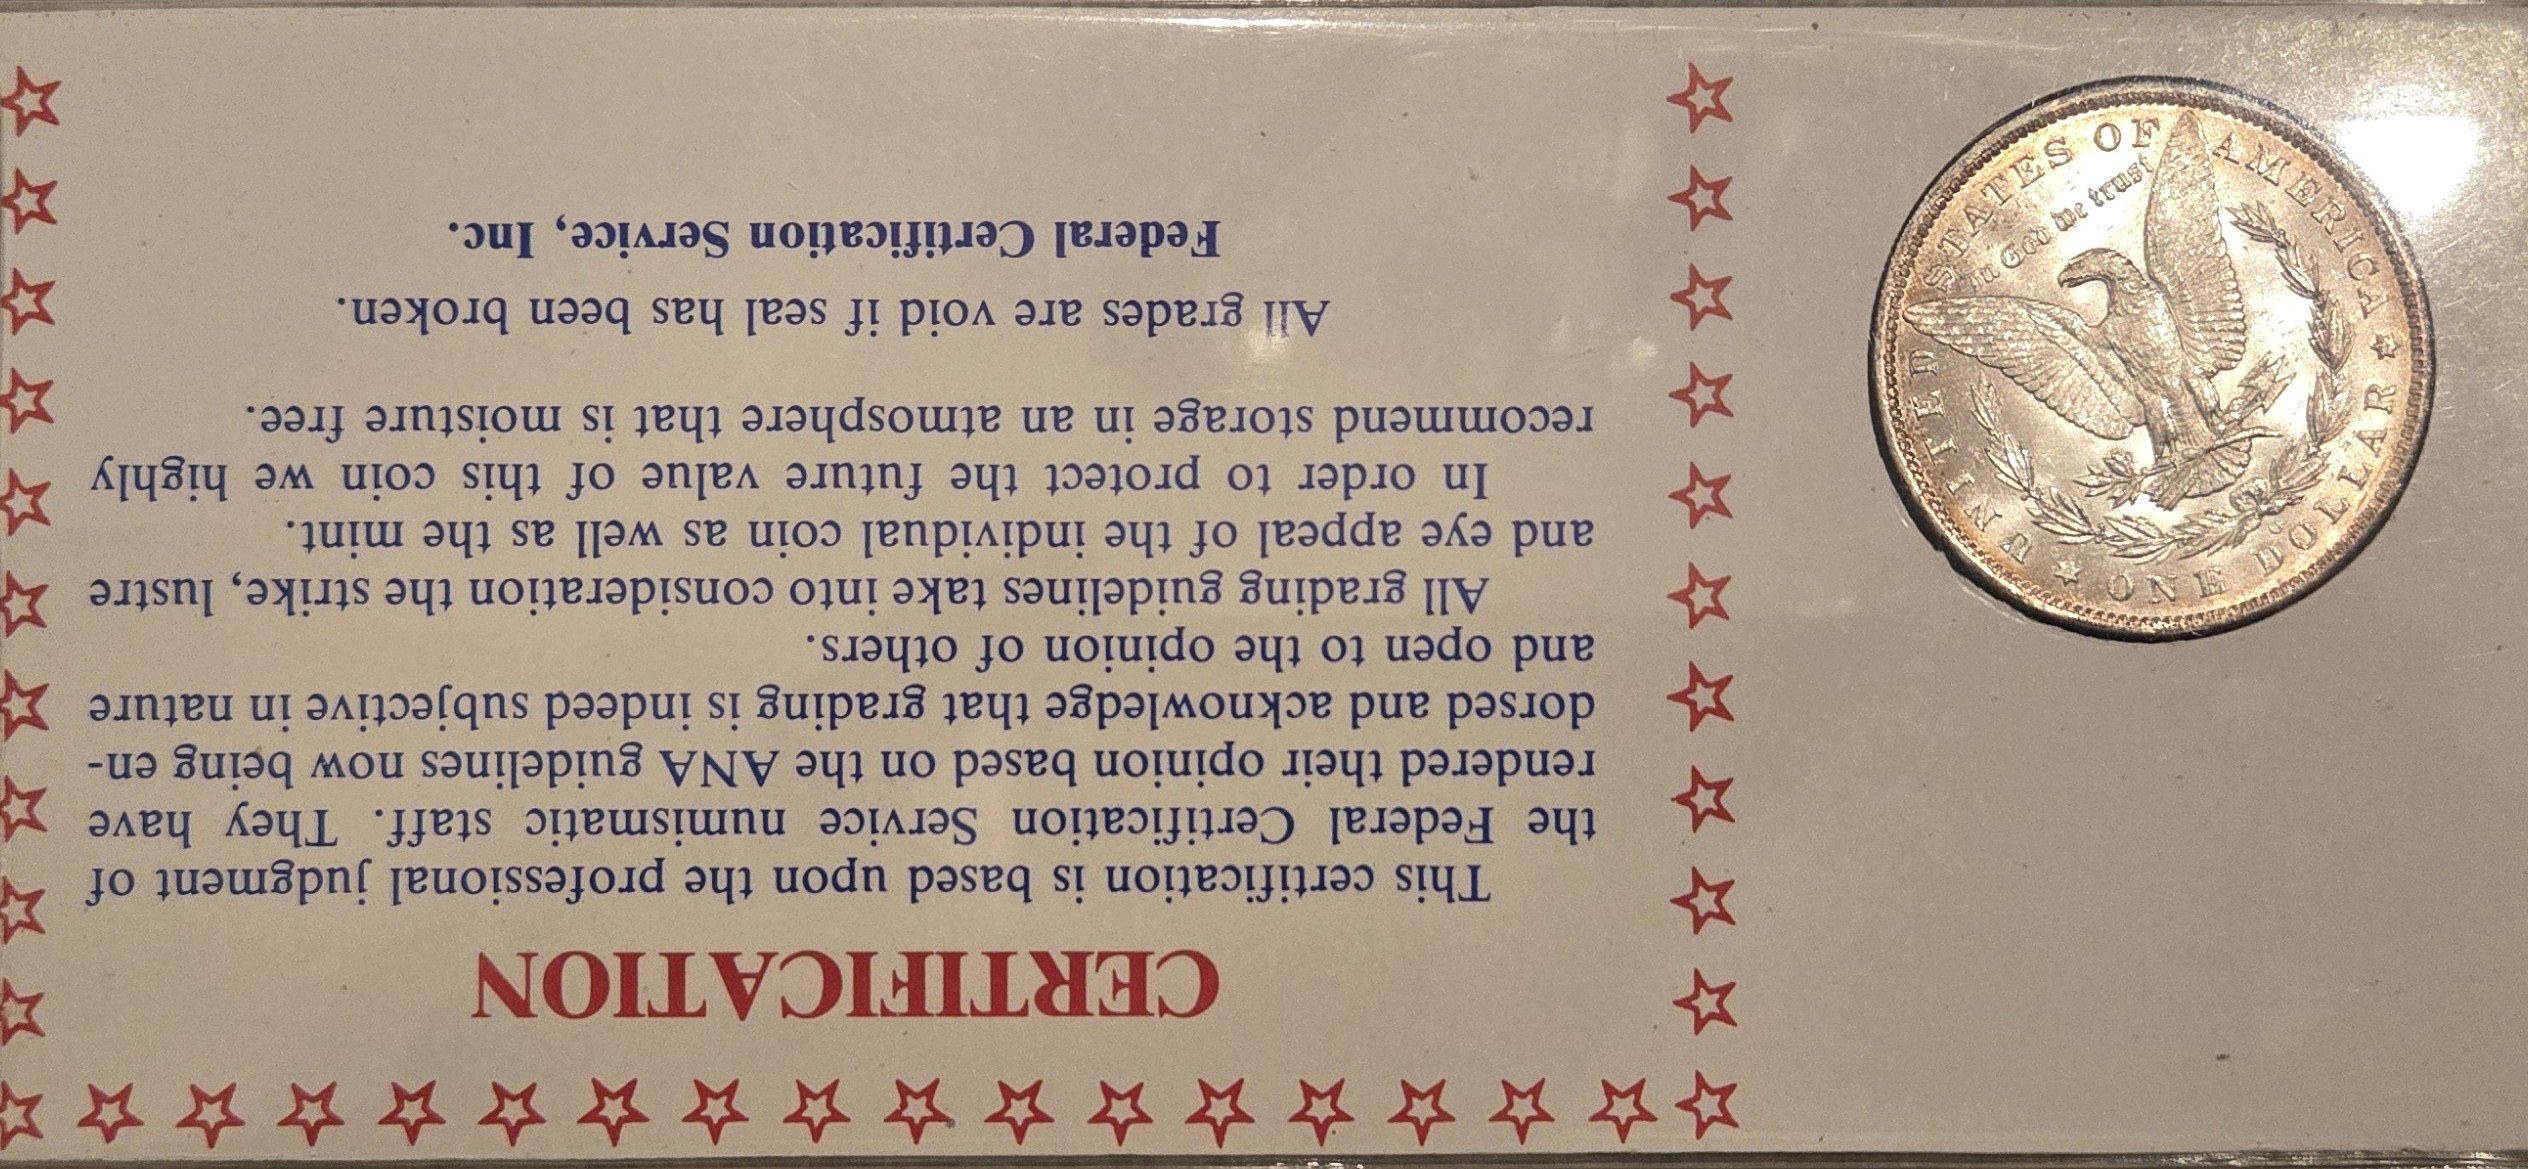 CERTIFICATION
This certification is based upon the professional judgment of
the Federal Certification Service numismatic staff. They have
rendered their opinion based on the ANA guidelines now being en-
dorsed and acknowledge that grading is indeed subjective in nature
and open to the opinion of others.
All grading guidelines take into consideration the strike, lustre
and eye appeal of the individual coin as well as the mint.
In order to protect the future value of this coin we highly
recommend storage in an atmosphere that is moisture free.
All grades are void if seal has been broken.
Federal Certification Service, Inc.
UNITED STATES OF AMERICA
In God we trust
ONE DOLLAR